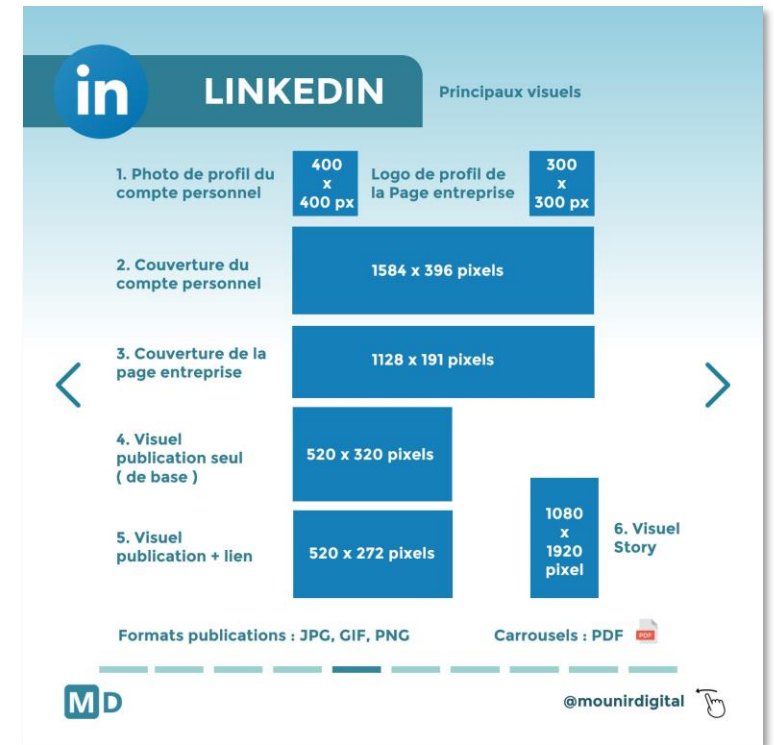 in
LINKEDIN
Principaux visuels
1. Photo de profil du
compte personnel
400
x
400 px
Logo de profil de
la Page entreprise
300
x
300 px
2. Couverture du
compte personnel
1584 x 396 pixels
3. Couverture de la
page entreprise
1128 x 191 pixels
4. Visuel
publication seul
( de base )
520 x 320 pixels
5. Visuel
publication + lien
520 x 272 pixels
1080
x
1920
pixel
6. Visuel
Story
Formats publications : JPG, GIF, PNG
Carrousels : PDF
PDF
MD
@mounirdigital